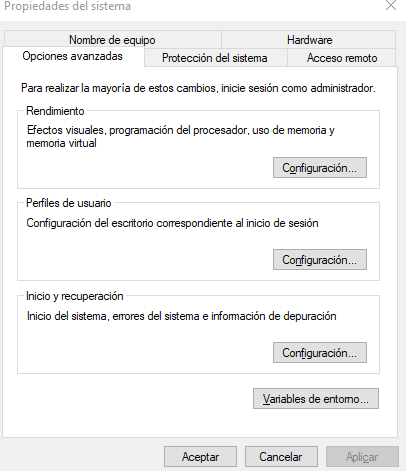 Propiedades del sistema
Nombre de equipo
Hardware
Opciones avanzadas
Protección del sistema
Acceso remoto
Para realizar la mayoría de estos cambios, inicie sesión como administrador.
Rendimiento
Efectos visuales, programación del procesador, uso de memoria y
memoria virtual
Configuración...
Perfiles de usuario
Configuración del escritorio correspondiente al inicio de sesión
Configuración...
Inicio y recuperación
Inicio del sistema, errores del sistema e información de depuración
Configuración...
Variables de entorno...
Aceptar
Cancelar
Aplicar